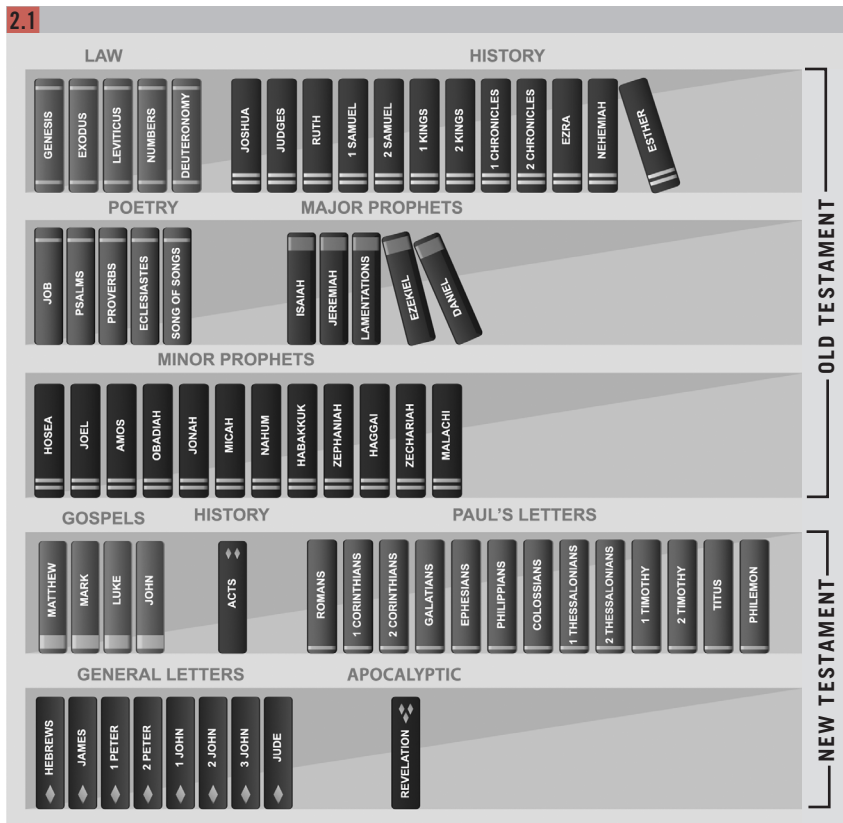 2.1
LAW
HISTORY
GENESIS
EXODUS
LEVITICUS
NUMBERS
DEUTERONOMY
JOSHUA
JUDGES
RUTH
1 SAMUEL
2 SAMUEL
1 KINGS
2 KINGS
1 CHRONICLES
2 CHRONICLES
EZRA
NEHEMIAH
ESTHER
POETRY
MAJOR PROPHETS
JOB
PSALMS
PROVERBS
ECLESIASTES
SONG OF SONGS
ISAIAH
JEREMIAH
LAMENTATIONS
EZEKIEL
DANIEL
MINOR PROPHETS
HOSEA
JOEL
AMOS
OBADIAH
JONAH
MICAH
NAHUM
HABAKKUK
ZEPHANIAH
HAGGAI
ZECHARIAH
MALACHI
OLD TESTAMENT
GOSPELS
HISTORY
PAUL'S LETTERS
MATTHEW
MARK
LUKE
JOHN
ACTS
ROMANS
1 CORINTHIANS
2 CORINTHIANS
GALATIANS
EPHESIANS
PHILIPPIANS
COLOSSIANS
1 THESSALONIANS
2 THESSALONIANS
1 TIMOTHY
2 TIMOTHY
TITUS
PHILEMON
GENERAL LETTERS
APOCALYPTIC
HEBREWS
JAMES
1 PETER
2 PETER
1 JOHN
2 JOHN
3 JOHN
JUDE
REVELATION
NEW TESTAMENT